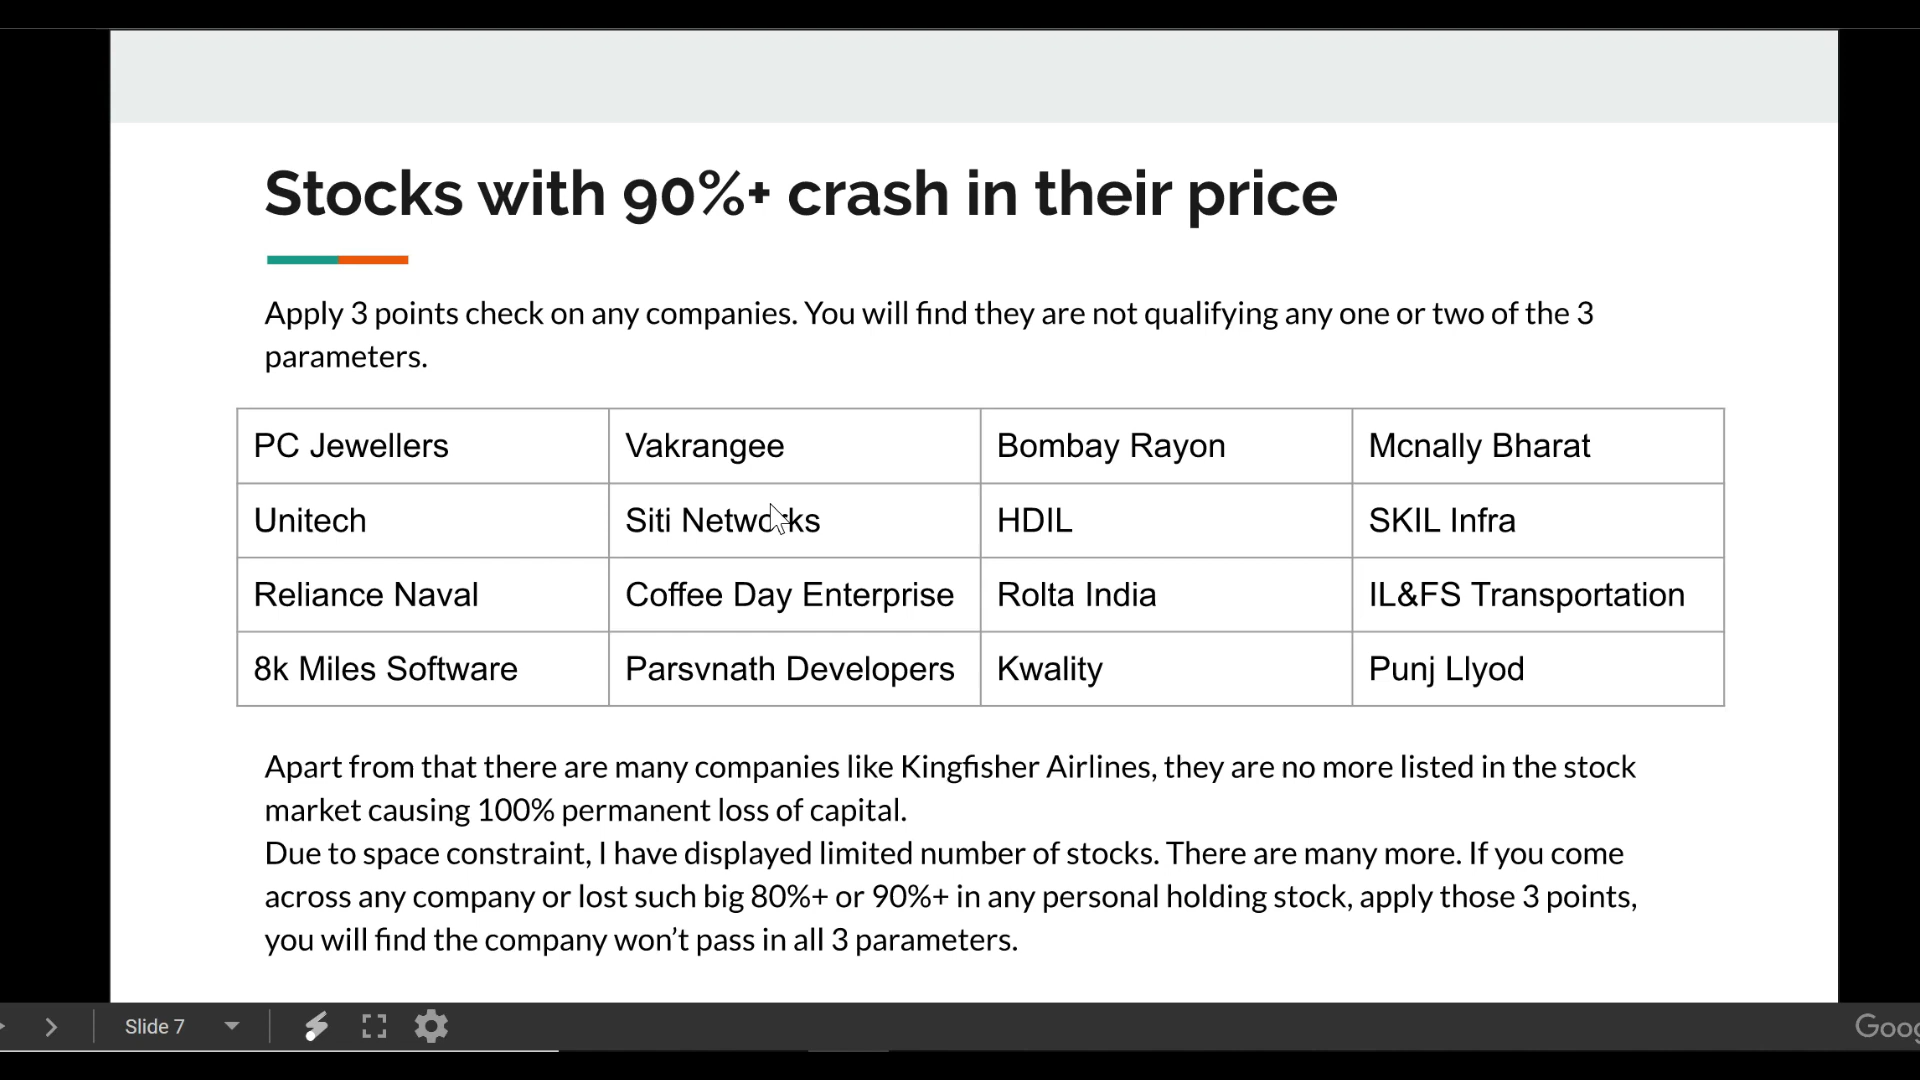 Stocks with 90%+ crash in their price
Apply 3 points check on any companies. You will find they are not qualifying any one or two of the 3
parameters.
PC Jewellers Vakrangee Bombay Rayon Mcnally Bharat
Unitech Siti Networks HDIL SKIL Infra
Reliance Naval Coffee Day Enterprise Rolta India IL&FS Transportation
8k Miles Software Parsvnath Developers Kwality Punj Llyod
Apart from that there are many companies like Kingfisher Airlines, they are no more listed in the stock
market causing 100% permanent loss of capital.
Due to space constraint, I have displayed limited number of stocks. There are many more. If you come
across any company or lost such big 80%+ or 90%+ in any personal holding stock, apply those 3 points,
you will find the company won't pass in all 3 parameters.
Slide 7